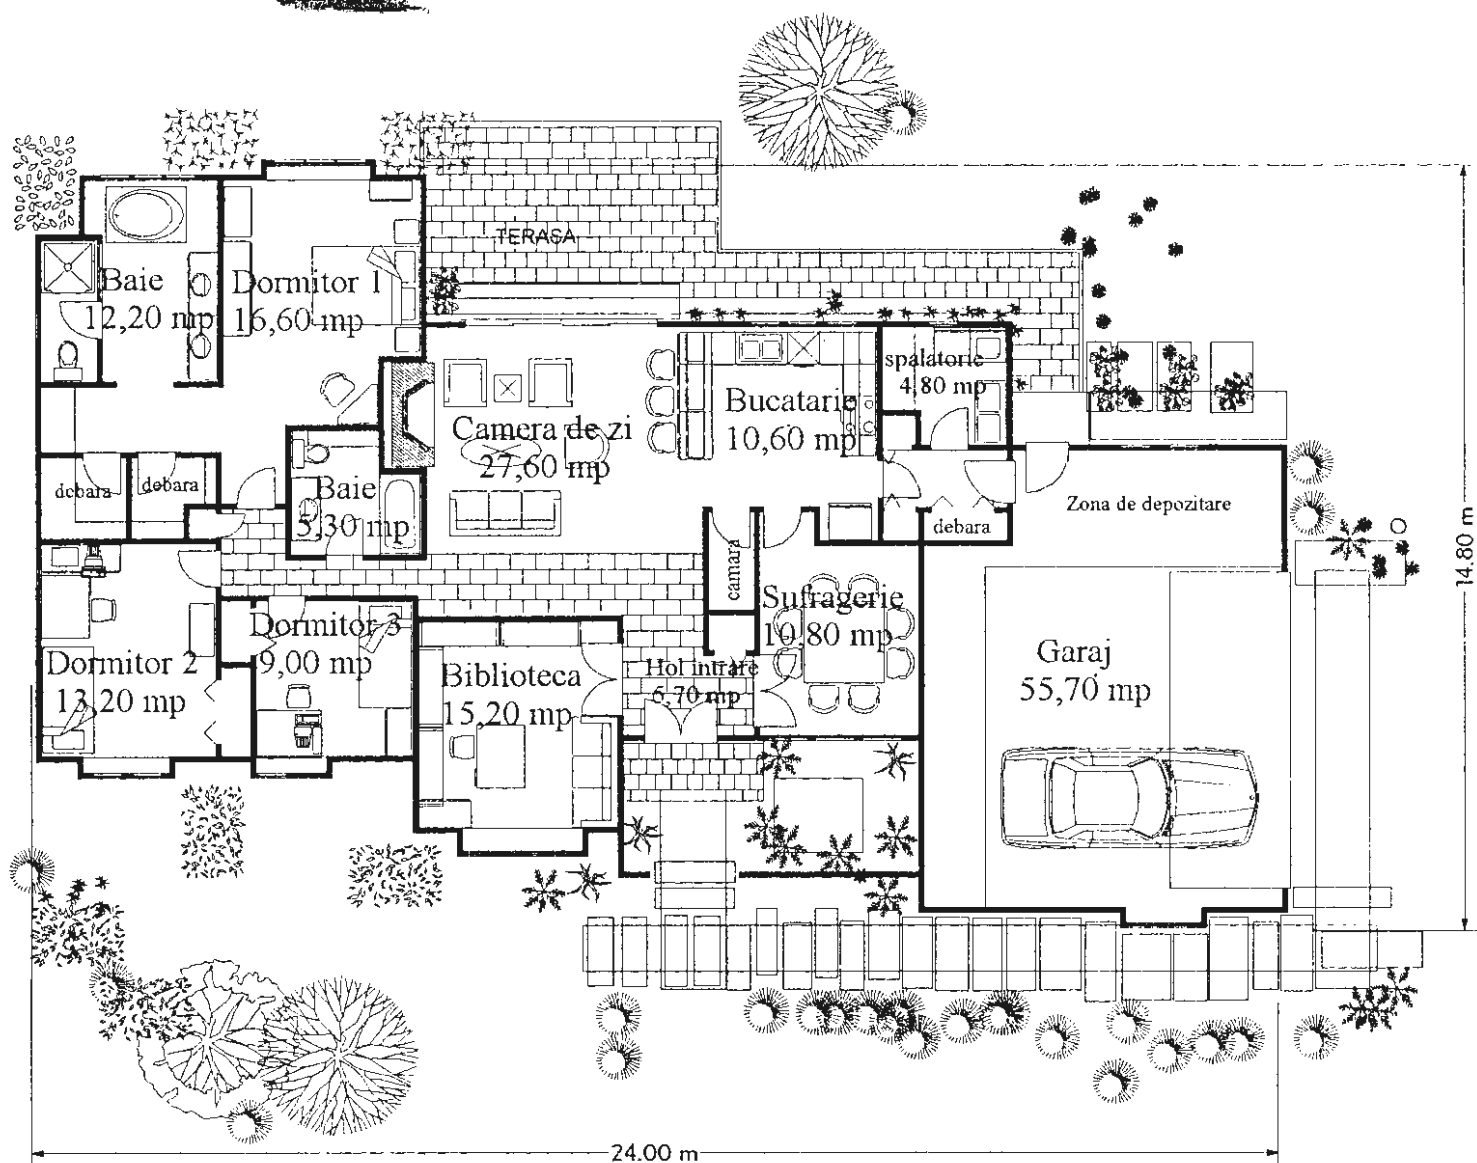 TERASA
Baie
12,20 mp
Dormitor 1
16,60 mp
spalatorie
4,80 mp
Bucatarie
10,60 mp
Camera de zi
27,60 mp
debara
debara
Baie
5,30 mp
camara
debara
Zona de depozitare
14.80 m
Sufragerie
10,80 mp
Dormitor 3
9,00 mp
Dormitor 2
13,20 mp
Biblioteca
15,20 mp
Hol intrare
6,70 mp
Garaj
55,70 mp
24.00 m